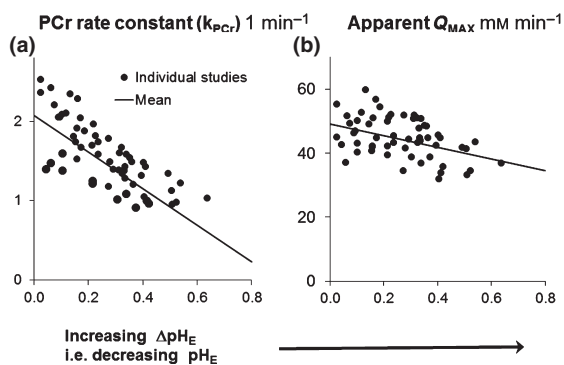 PCr rate constant (kPCr) 1 min⁻¹
Apparent QMAX mM min⁻¹
(a)
(b)
Individual studies
Mean
2
1
0
0.0 0.2 0.4 0.6 0.8
60
40
20
0
0.0 0.2 0.4 0.6 0.8
Increasing ΔpHE
i.e. decreasing pHE